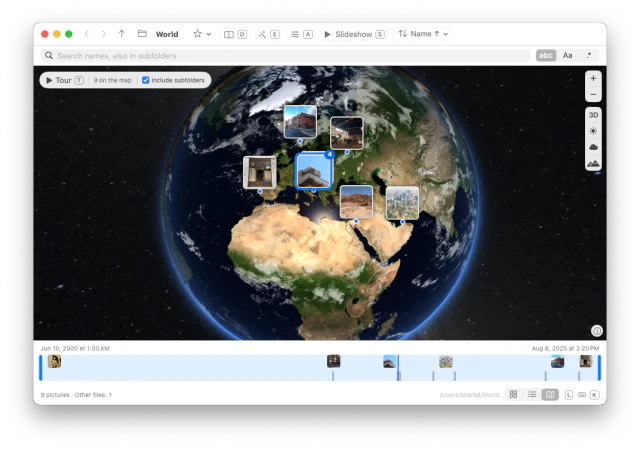 World
D
E
A
Slideshow S
Name
Search names, also in subfolders
abc
Aa
.*
Tour T
9 on the map
Include subfolders
+
−
3D
4
Jun 10, 2000 at 1:00 AM
Aug 8, 2025 at 2:20 PM
9 pictures · Other files: 1
/Users/Shared/World
L
K